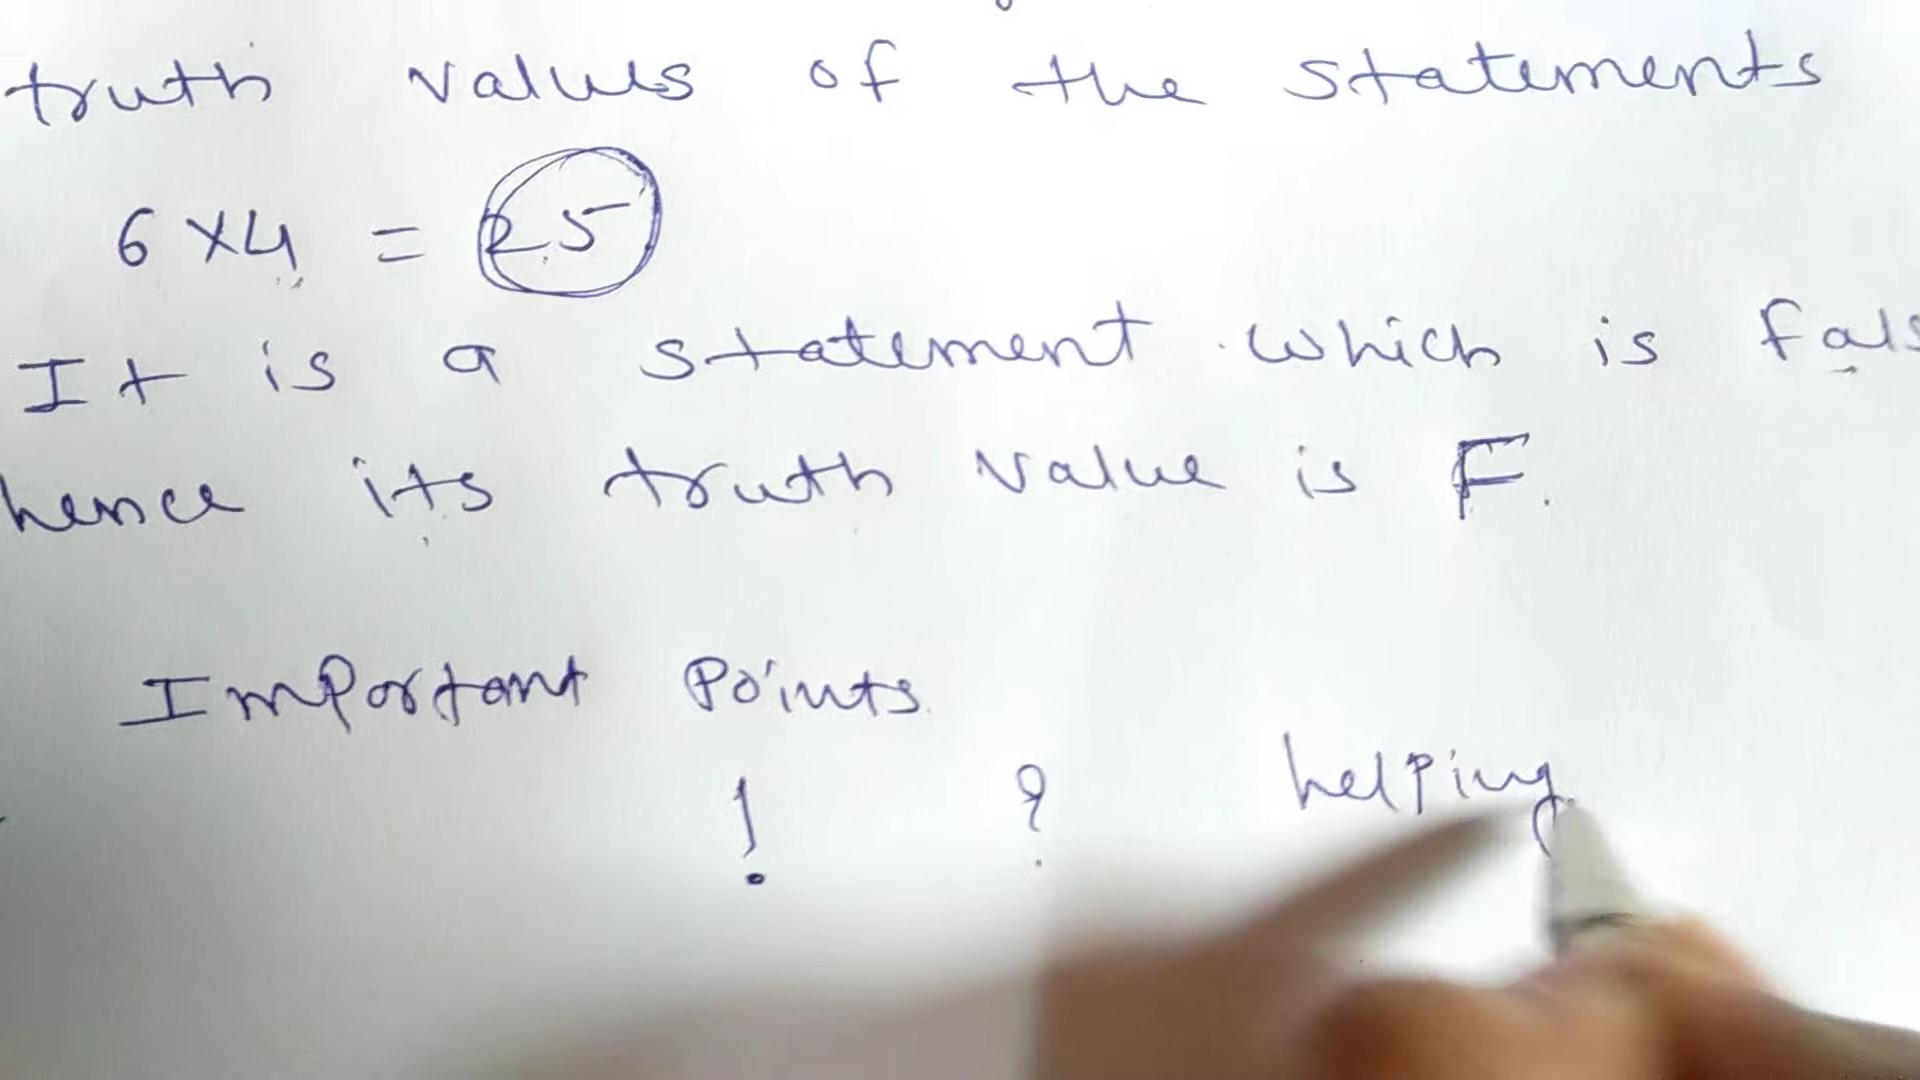 truth values of the statements
6 × 4 = 25
It is a statement which is fals
hence its truth value is F.
Important Points
! ? helping